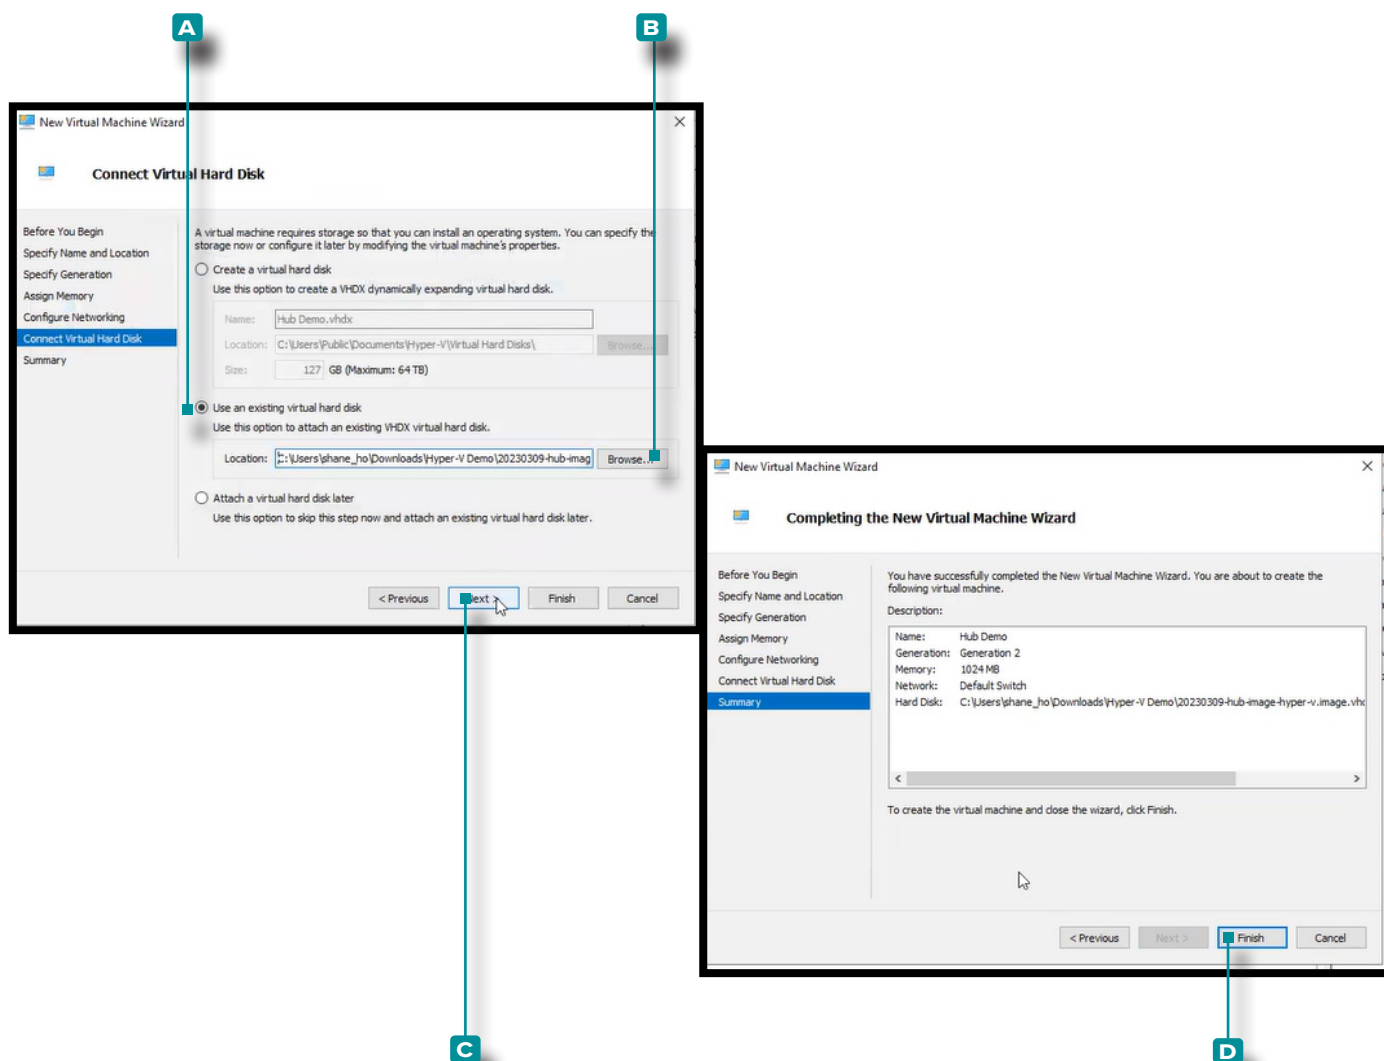 A
B
New Virtual Machine Wizard
Connect Virtual Hard Disk
Before You Begin
Specify Name and Location
Specify Generation
Assign Memory
Configure Networking
Connect Virtual Hard Disk
Summary
A virtual machine requires storage so that you can install an operating system. You can specify the
storage now or configure it later by modifying the virtual machine's properties.
Create a virtual hard disk
Use this option to create a VHDX dynamically expanding virtual hard disk.
Name: Hub Demo.vhdx
Location: C:\Users\Public\Documents\Hyper-V\Virtual Hard Disks\ Browse...
Size: 127 GB (Maximum: 64 TB)
Use an existing virtual hard disk
Use this option to attach an existing VHDX virtual hard disk.
Location: C:\Users\shane_ho\Downloads\Hyper-V Demo\20230309-hub-imag Browse...
Attach a virtual hard disk later
Use this option to skip this step now and attach an existing virtual hard disk later.
< Previous Next > Finish Cancel
New Virtual Machine Wizard
Completing the New Virtual Machine Wizard
Before You Begin
Specify Name and Location
Specify Generation
Assign Memory
Configure Networking
Connect Virtual Hard Disk
Summary
You have successfully completed the New Virtual Machine Wizard. You are about to create the
following virtual machine.
Description:
Name: Hub Demo
Generation: Generation 2
Memory: 1024 MB
Network: Default Switch
Hard Disk: C:\Users\shane_ho\Downloads\Hyper-V Demo\20230309-hub-image-hyper-v.image.vhd
To create the virtual machine and close the wizard, click Finish.
< Previous Next > Finish Cancel
C
D